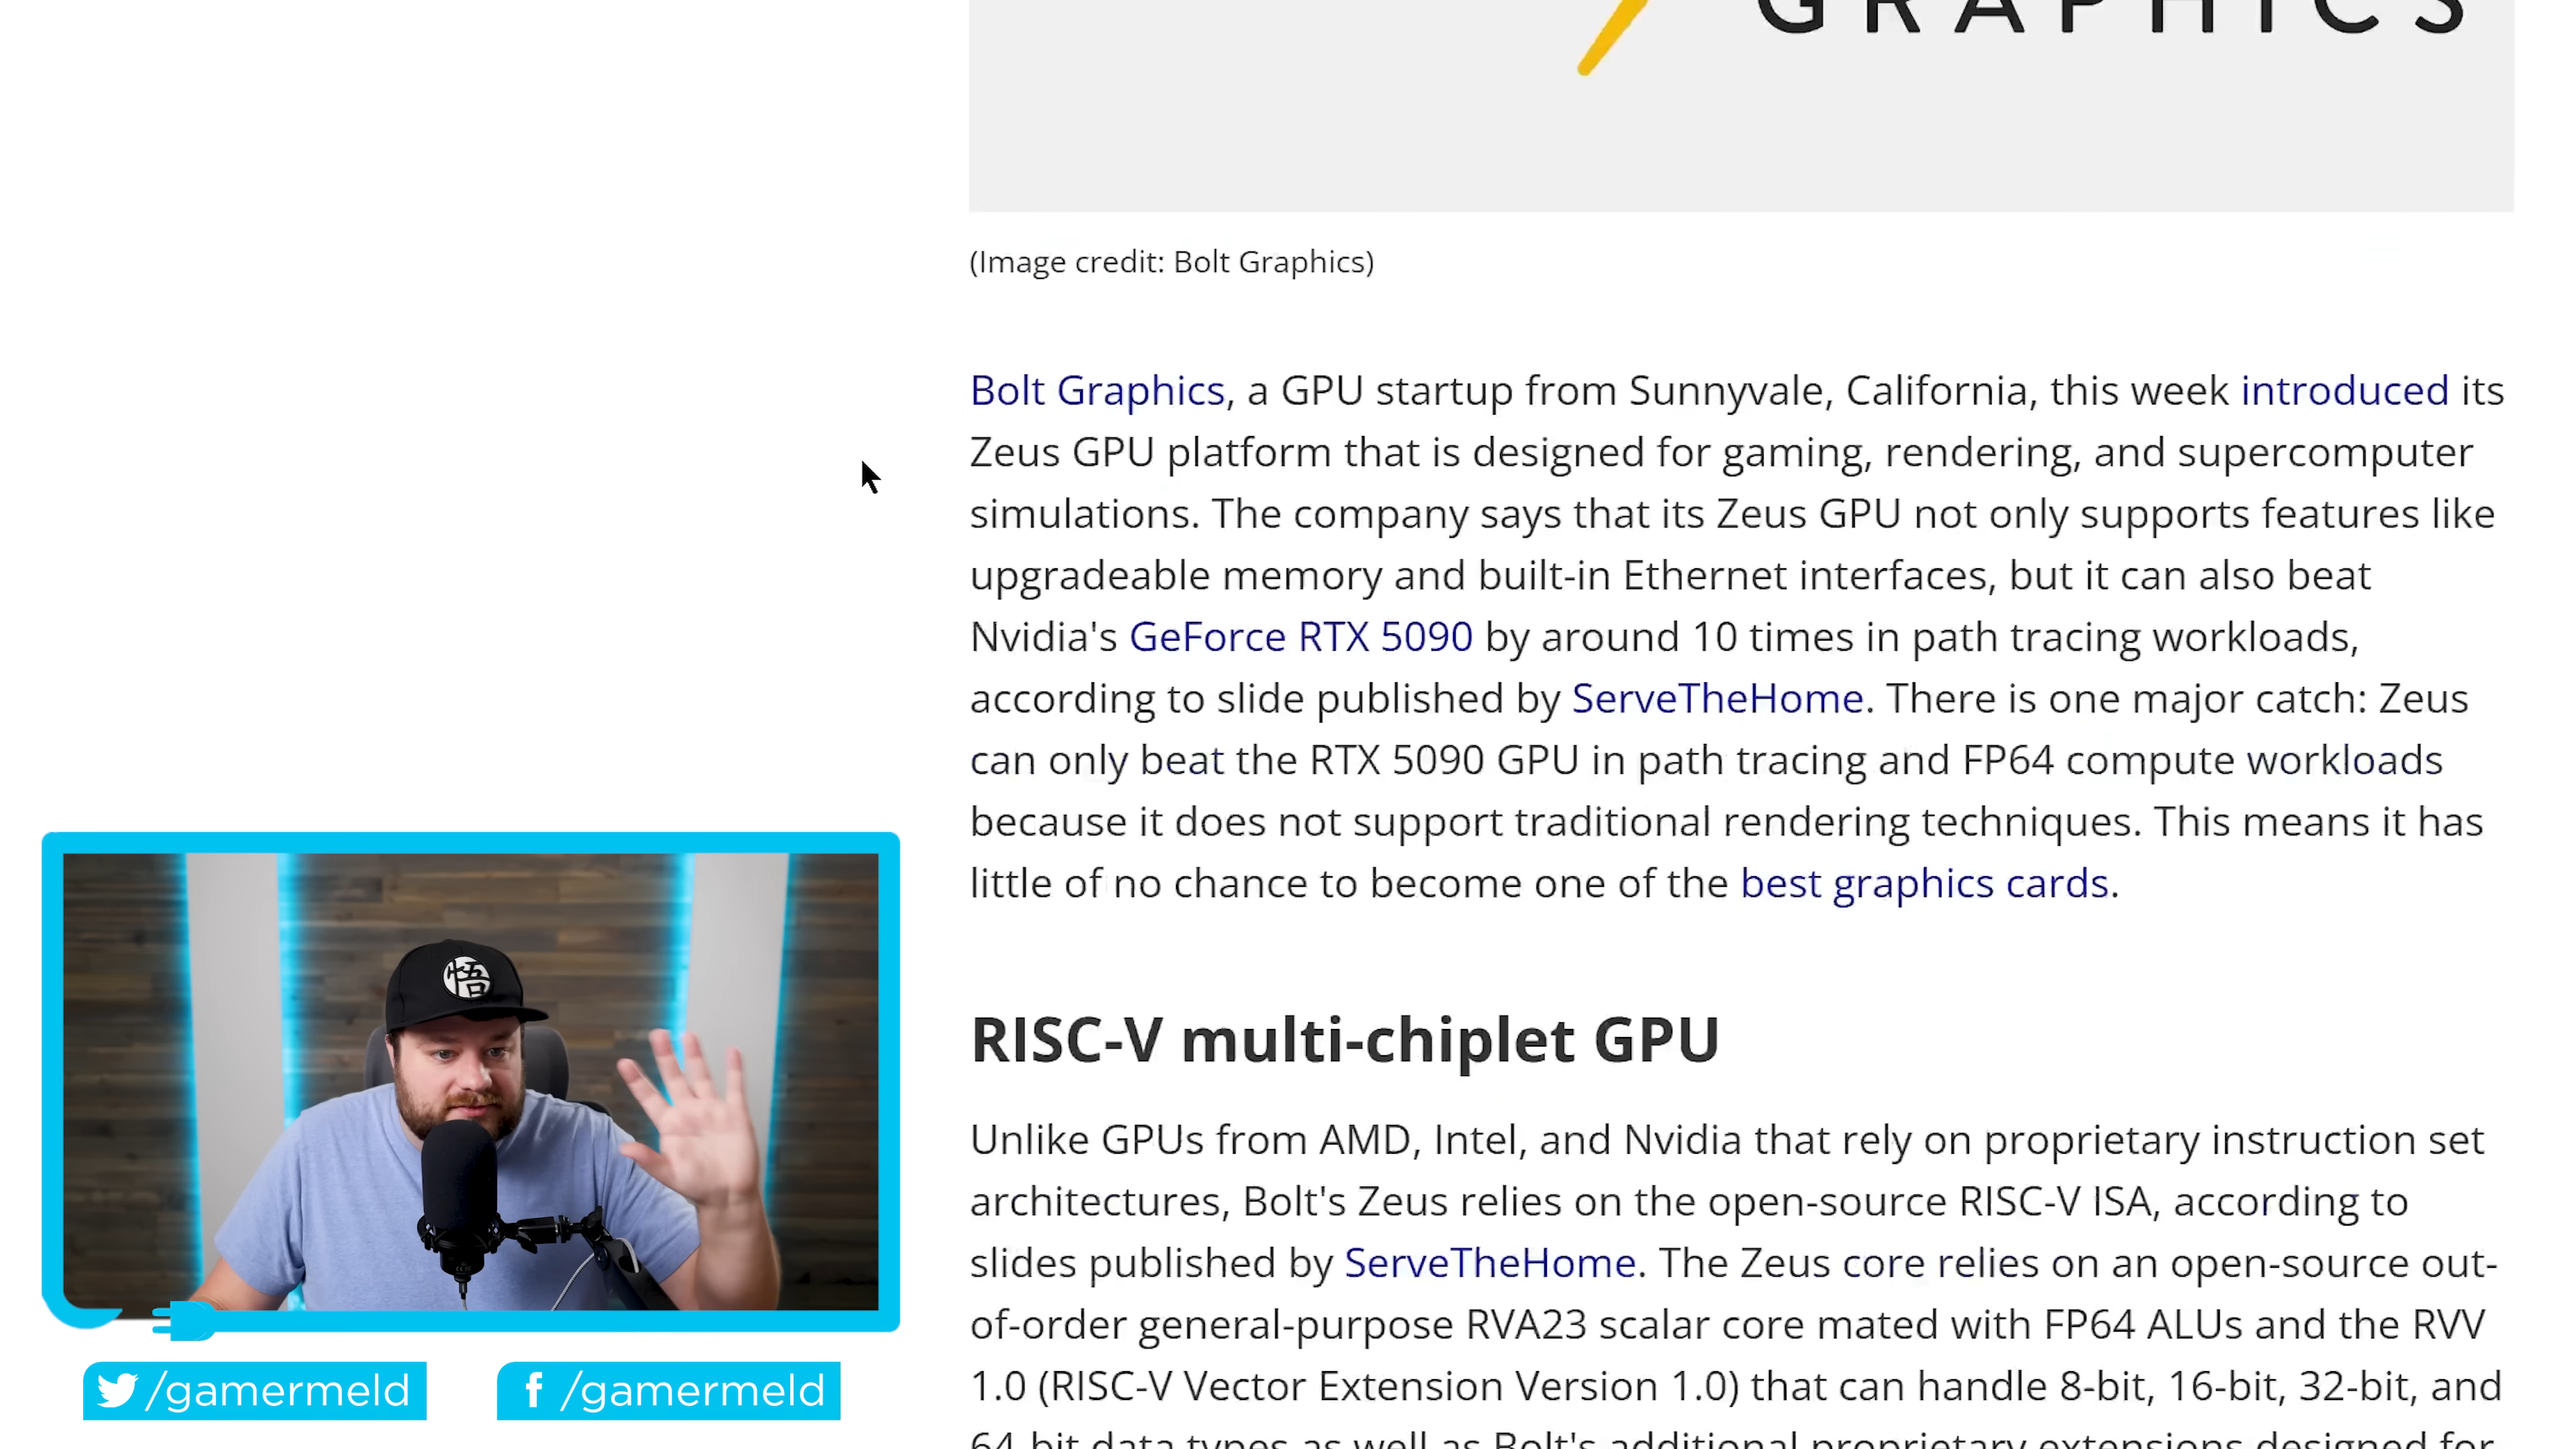 GRAPHICS
(Image credit: Bolt Graphics)
Bolt Graphics, a GPU startup from Sunnyvale, California, this week introduced its
Zeus GPU platform that is designed for gaming, rendering, and supercomputer
simulations. The company says that its Zeus GPU not only supports features like
upgradeable memory and built-in Ethernet interfaces, but it can also beat
Nvidia's GeForce RTX 5090 by around 10 times in path tracing workloads,
according to slide published by ServeTheHome. There is one major catch: Zeus
can only beat the RTX 5090 GPU in path tracing and FP64 compute workloads
because it does not support traditional rendering techniques. This means it has
little of no chance to become one of the best graphics cards.
RISC-V multi-chiplet GPU
Unlike GPUs from AMD, Intel, and Nvidia that rely on proprietary instruction set
architectures, Bolt's Zeus relies on the open-source RISC-V ISA, according to
slides published by ServeTheHome. The Zeus core relies on an open-source out-
of-order general-purpose RVA23 scalar core mated with FP64 ALUs and the RVV
1.0 (RISC-V Vector Extension Version 1.0) that can handle 8-bit, 16-bit, 32-bit, and
64-bit data types as well as Bolt's additional proprietary extensions designed for
悟
/gamermeld
/gamermeld